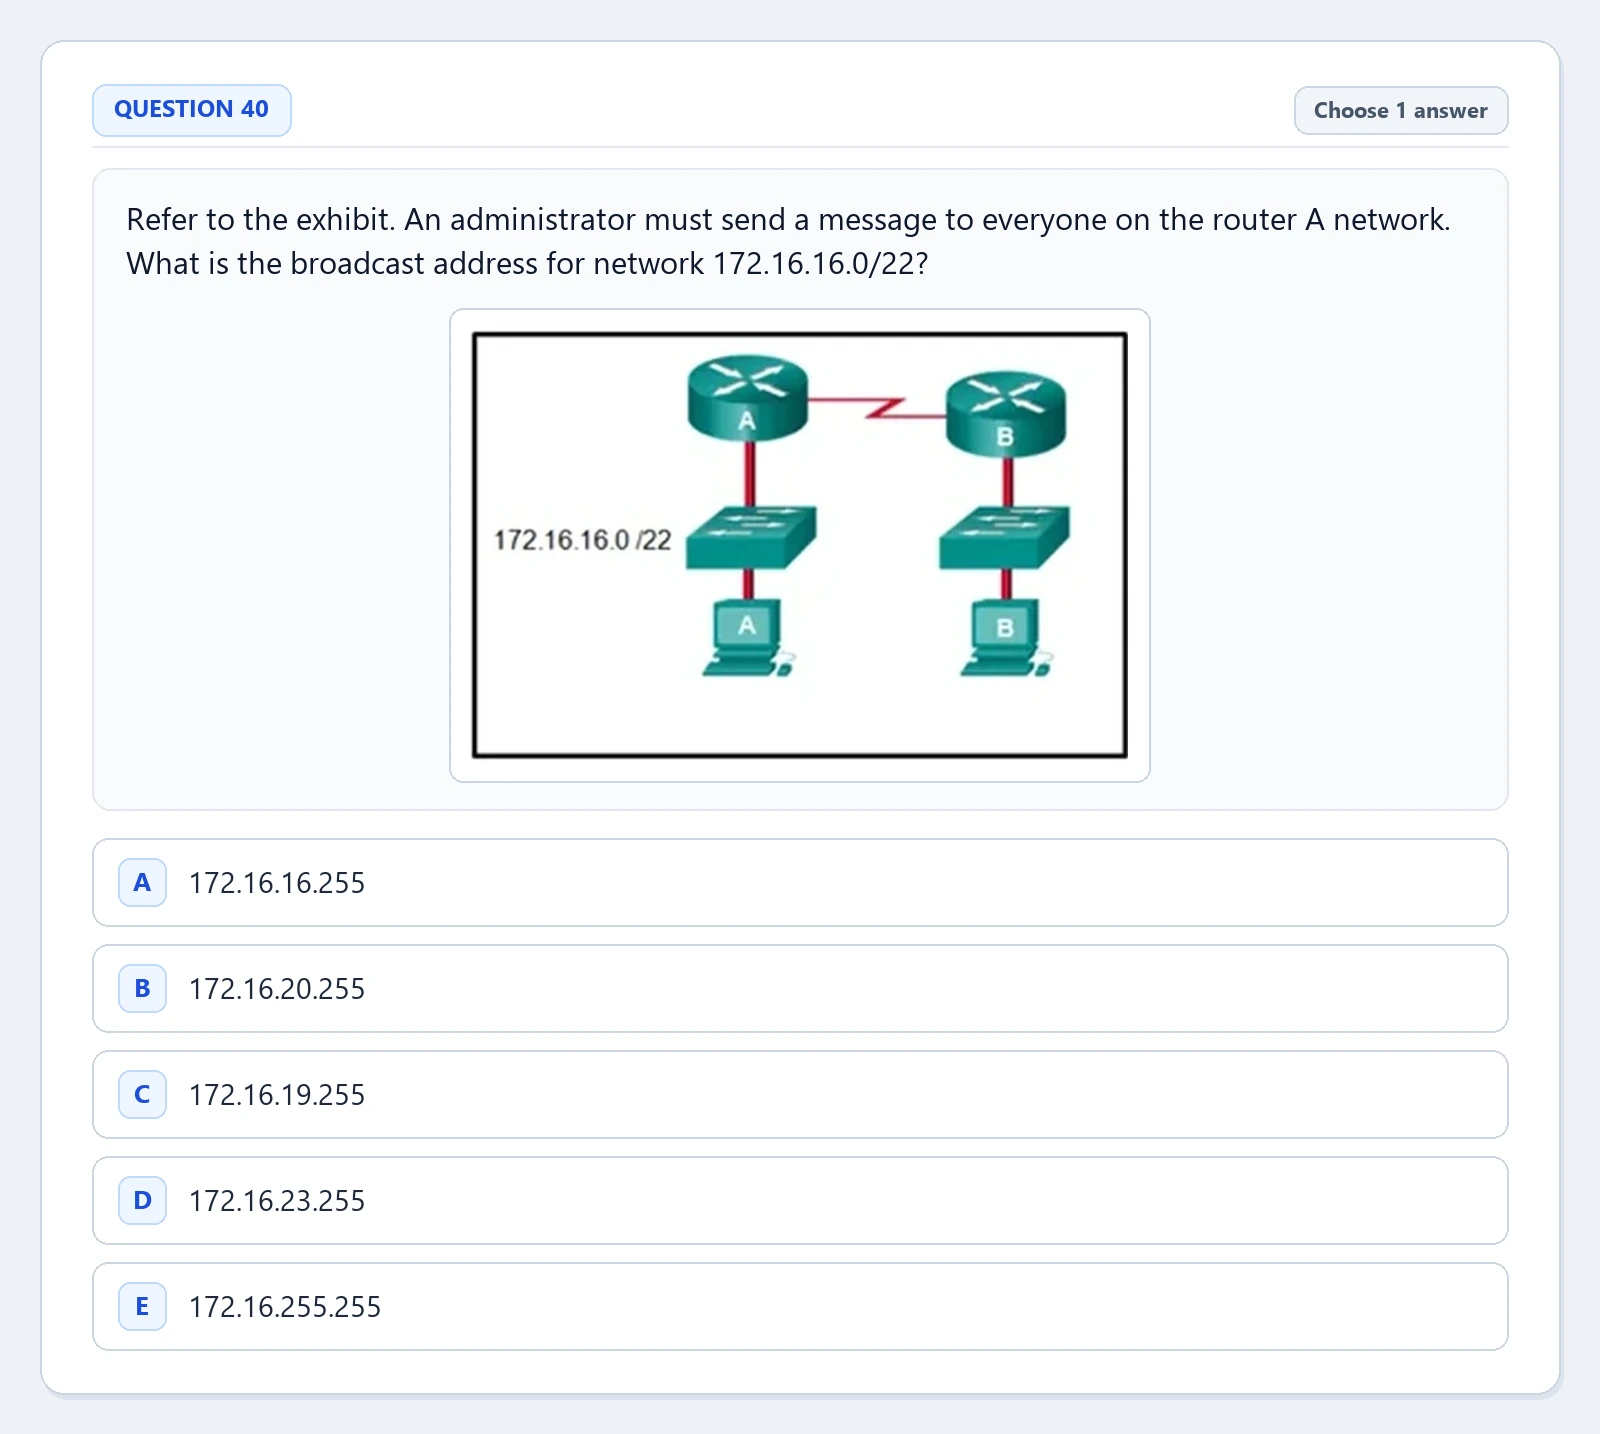 QUESTION 40
Choose 1 answer
Refer to the exhibit. An administrator must send a message to everyone on the router A network.
What is the broadcast address for network 172.16.16.0/22?
A
B
172.16.16.0 /22
A
B
A 172.16.16.255
B 172.16.20.255
C 172.16.19.255
D 172.16.23.255
E 172.16.255.255